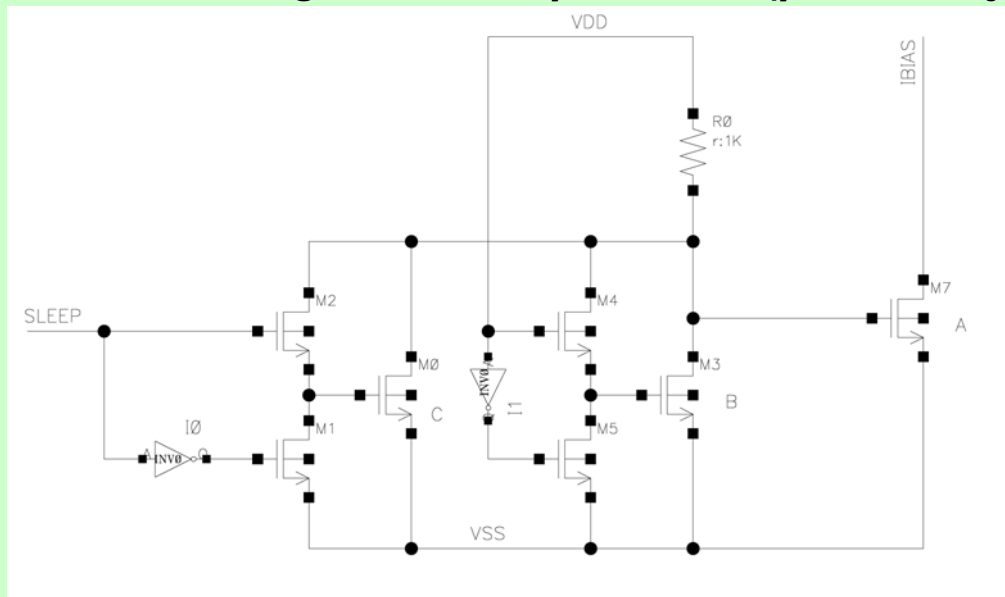 VDD
IBIAS
RØ
r:1K
M2
M4
M7
SLEEP
A
MØ
M3
INVØ
C
I1
B
IØ
M1
M5
A
INVØ
VSS